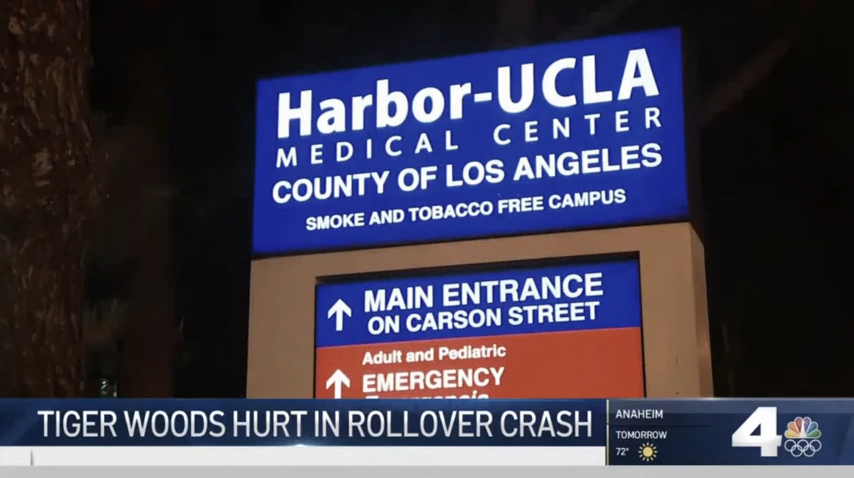 Harbor-UCLA
MEDICAL CENTER
COUNTY OF LOS ANGELES
SMOKE AND TOBACCO FREE CAMPUS
↑ MAIN ENTRANCE
ON CARSON STREET
Adult and Pediatric
↑ EMERGENCY
Emergencia
TIGER WOODS HURT IN ROLLOVER CRASH
ANAHEIM
TOMORROW
72°
4